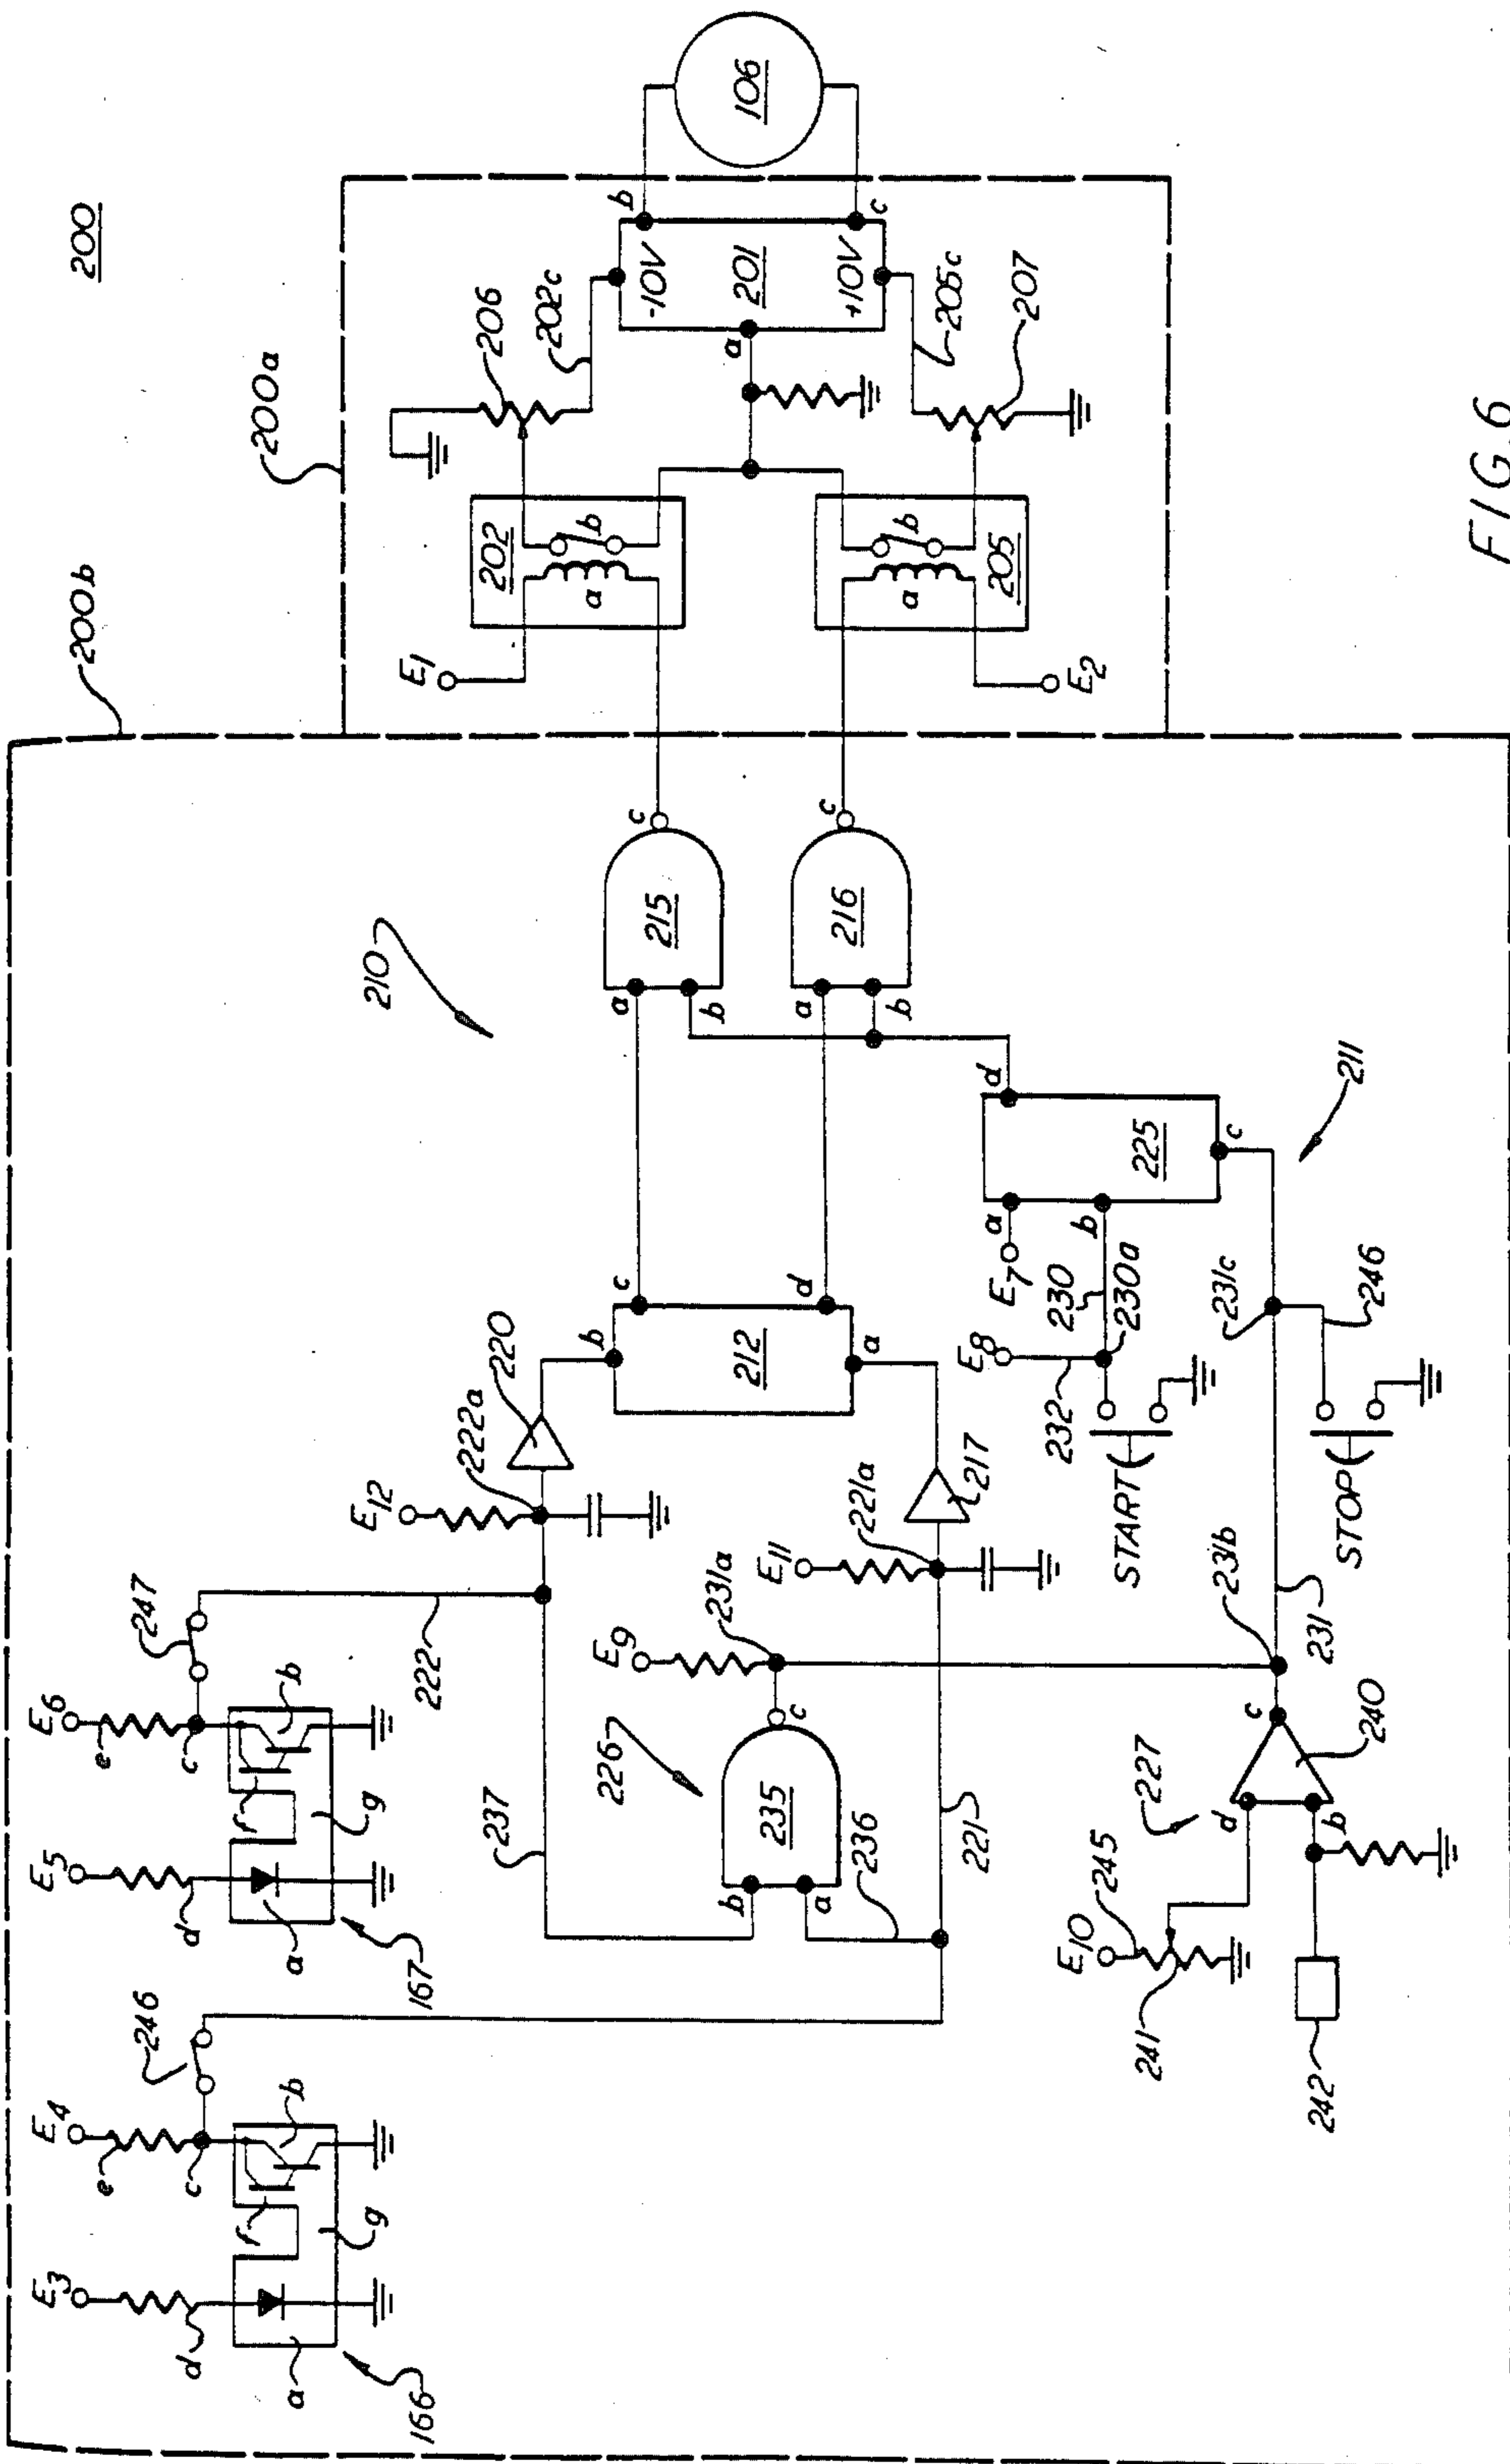 200
200b
200a
E3
E4
E5
E6
e
e
246
247
c
c
d
d
f
f
b
b
a
a
g
g
166
167
222
E12
222a
220
237
226
E9
231a
b
a
235
c
236
221
E11
221a
217
b
212
a
c
d
210
a
b
215
c
a
b
216
c
E1
202
a
b
206
202c
-10V
201
+10V
a
b
c
106
E2
205
a
b
205c
207
E10
245
241
242
227
d
b
240
c
231b
231
231c
246
START
STOP
232
E8
230
230a
E7
a
b
225
c
d
211
FIG. 6